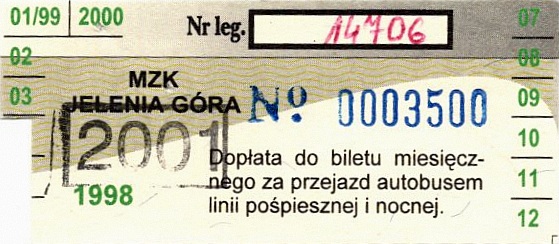 01/99 2000 Nr leg. 14706 07
02 08
MZK
03 JELENIA GÓRA Nº 0003500 09
2001 10
Dopłata do biletu miesięcz-
1998 nego za przejazd autobusem 11
linii pośpiesznej i nocnej. 12